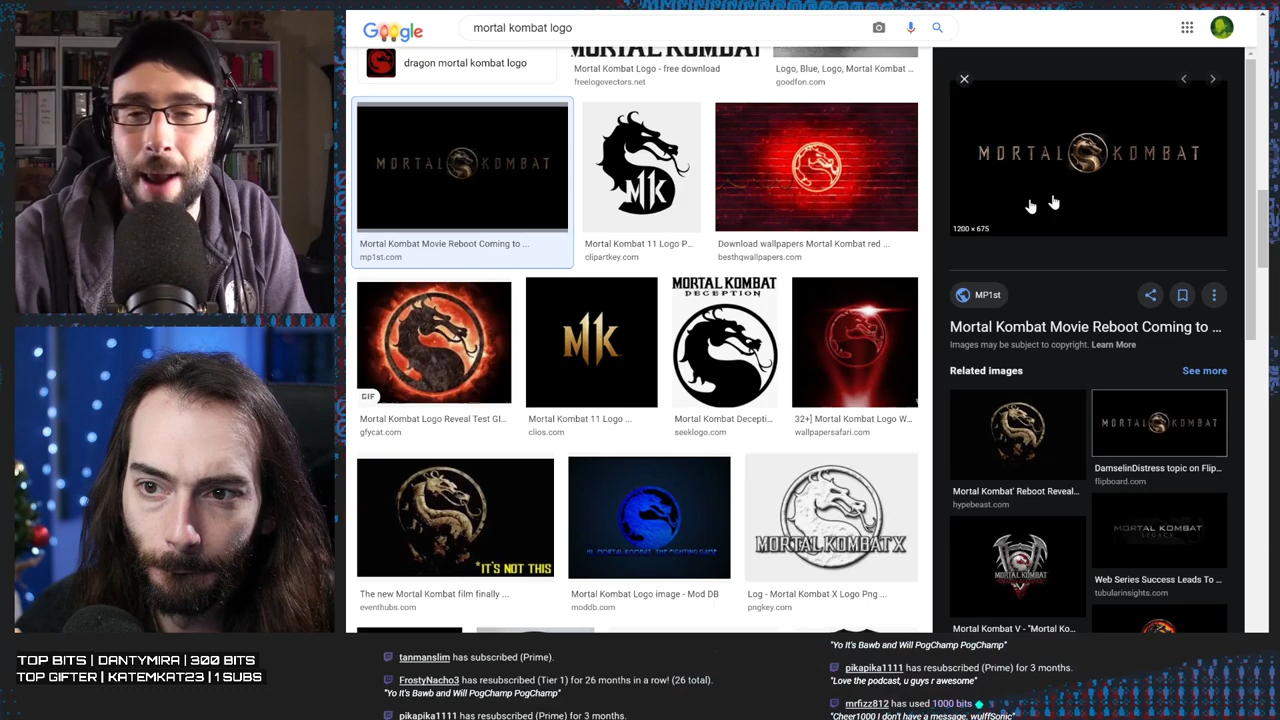 Google
mortal kombat logo
dragon mortal kombat logo
MORTAL KOMBAT
Mortal Kombat Logo - free download
freelogovectors.net
Logo, Blue, Logo, Mortal Kombat ...
goodfon.com
MORTAL KOMBAT
Mortal Kombat Movie Reboot Coming to ...
mp1st.com
MK
Mortal Kombat 11 Logo P...
clipartkey.com
Download wallpapers Mortal Kombat red ...
besthqwallpapers.com
GIF
Mortal Kombat Logo Reveal Test GI...
gfycat.com
MK
Mortal Kombat 11 Logo ...
clios.com
MORTAL KOMBAT
DECEPTION
Mortal Kombat Decepti...
seeklogo.com
32+] Mortal Kombat Logo W...
wallpapersafari.com
*IT'S NOT THIS
The new Mortal Kombat film finally ...
eventhubs.com
Mortal Kombat Logo image - Mod DB
moddb.com
MORTAL KOMBAT X
Log - Mortal Kombat X Logo Png ...
pngkey.com
MORTAL KOMBAT
1200 × 675
MP1st
Mortal Kombat Movie Reboot Coming to ...
Images may be subject to copyright. Learn More
Related images
See more
Mortal Kombat' Reboot Reveal...
hypebeast.com
MORTAL KOMBAT
DamselinDistress topic on Flip...
flipboard.com
MORTAL KOMBAT
LEGACY
Web Series Success Leads To ...
tubularinsights.com
Mortal Kombat V - "Mortal Ko...
TOP BITS | DANTYMIRA | 300 BITS
TOP GIFTER | KATEMKAT23 | 1 SUBS
tanmanslim has subscribed (Prime).
FrostyNacho3 has resubscribed (Tier 1) for 26 months in a row! (26 total).
"Yo It's Bawb and Will PogChamp PogChamp"
pikapika1111 has resubscribed (Prime) for 3 months.
"Yo It's Bawb and Will PogChamp PogChamp"
pikapika1111 has resubscribed (Prime) for 3 months.
"Love the podcast, u guys r awesome"
mrfizz812 has used 1000 bits
"Cheer1000 I don't have a message, wulffSonic"